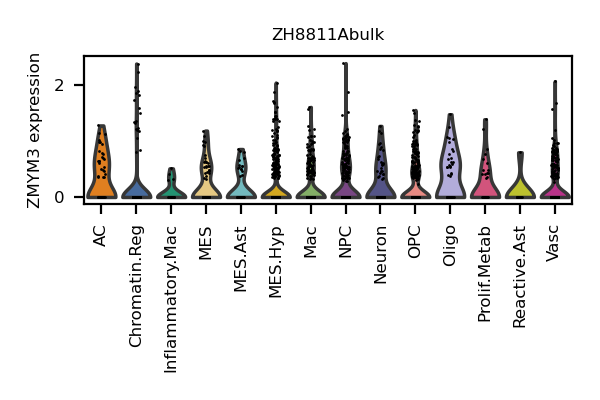 ZH8811Abulk
ZMYM3 expression
2
0
AC
Chromatin.Reg
Inflammatory.Mac
MES
MES.Ast
MES.Hyp
Mac
NPC
Neuron
OPC
Oligo
Prolif.Metab
Reactive.Ast
Vasc